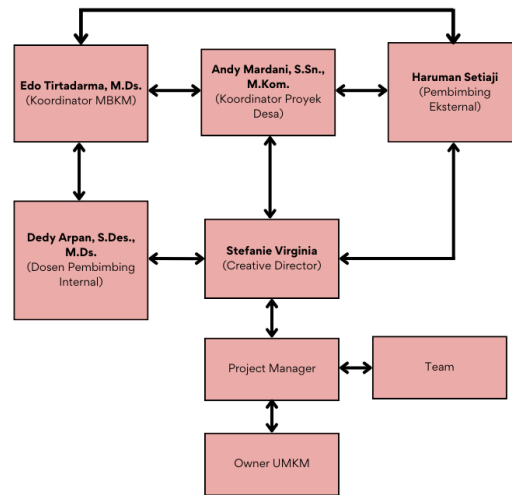 Edo Tirtadarma, M.Ds.
(Koordinator MBKM)
Andy Mardani, S.Sn.,
M.Kom.
(Koordinator Proyek
Desa)
Haruman Setiaji
(Pembimbing
Eksternal)
Dedy Arpan, S.Des.,
M.Ds.
(Dosen Pembimbing
Internal)
Stefanie Virginia
(Creative Director)
Project Manager
Team
Owner UMKM